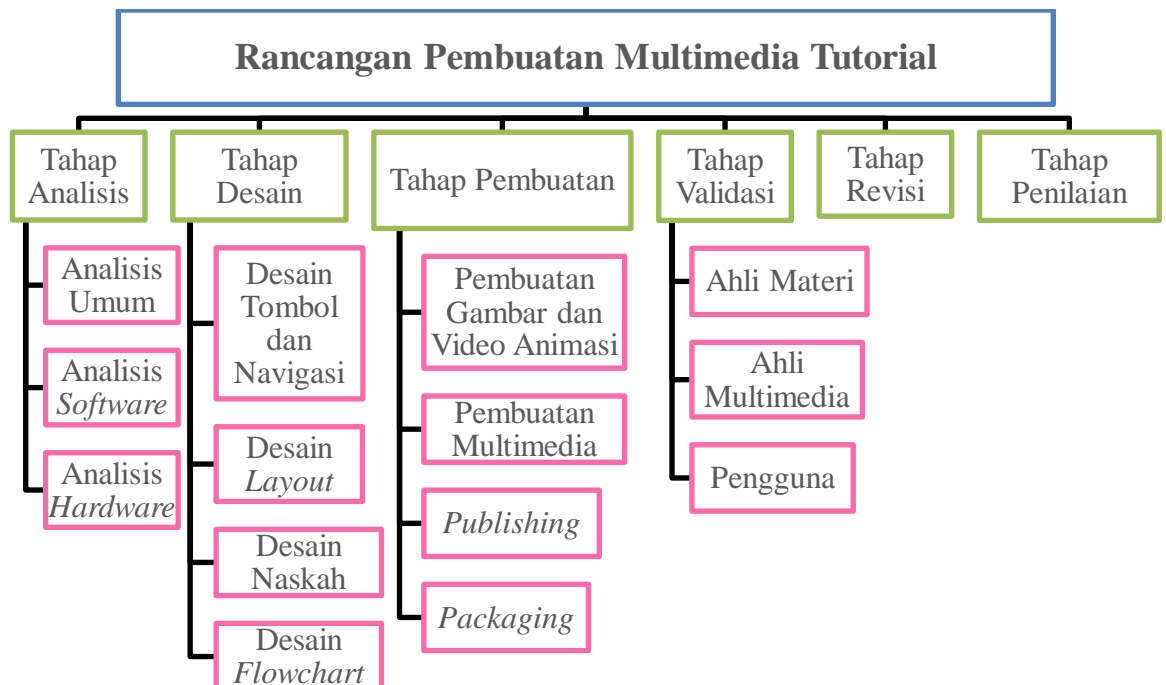 Rancangan Pembuatan Multimedia Tutorial
Tahap
Analisis
Analisis
Umum
Analisis
Software
Analisis
Hardware
Tahap
Desain
Desain
Tombol
dan
Navigasi
Desain
Layout
Desain
Naskah
Desain
Flowchart
Tahap Pembuatan
Pembuatan
Gambar dan
Video Animasi
Pembuatan
Multimedia
Publishing
Packaging
Tahap
Validasi
Ahli Materi
Ahli
Multimedia
Pengguna
Tahap
Revisi
Tahap
Penilaian